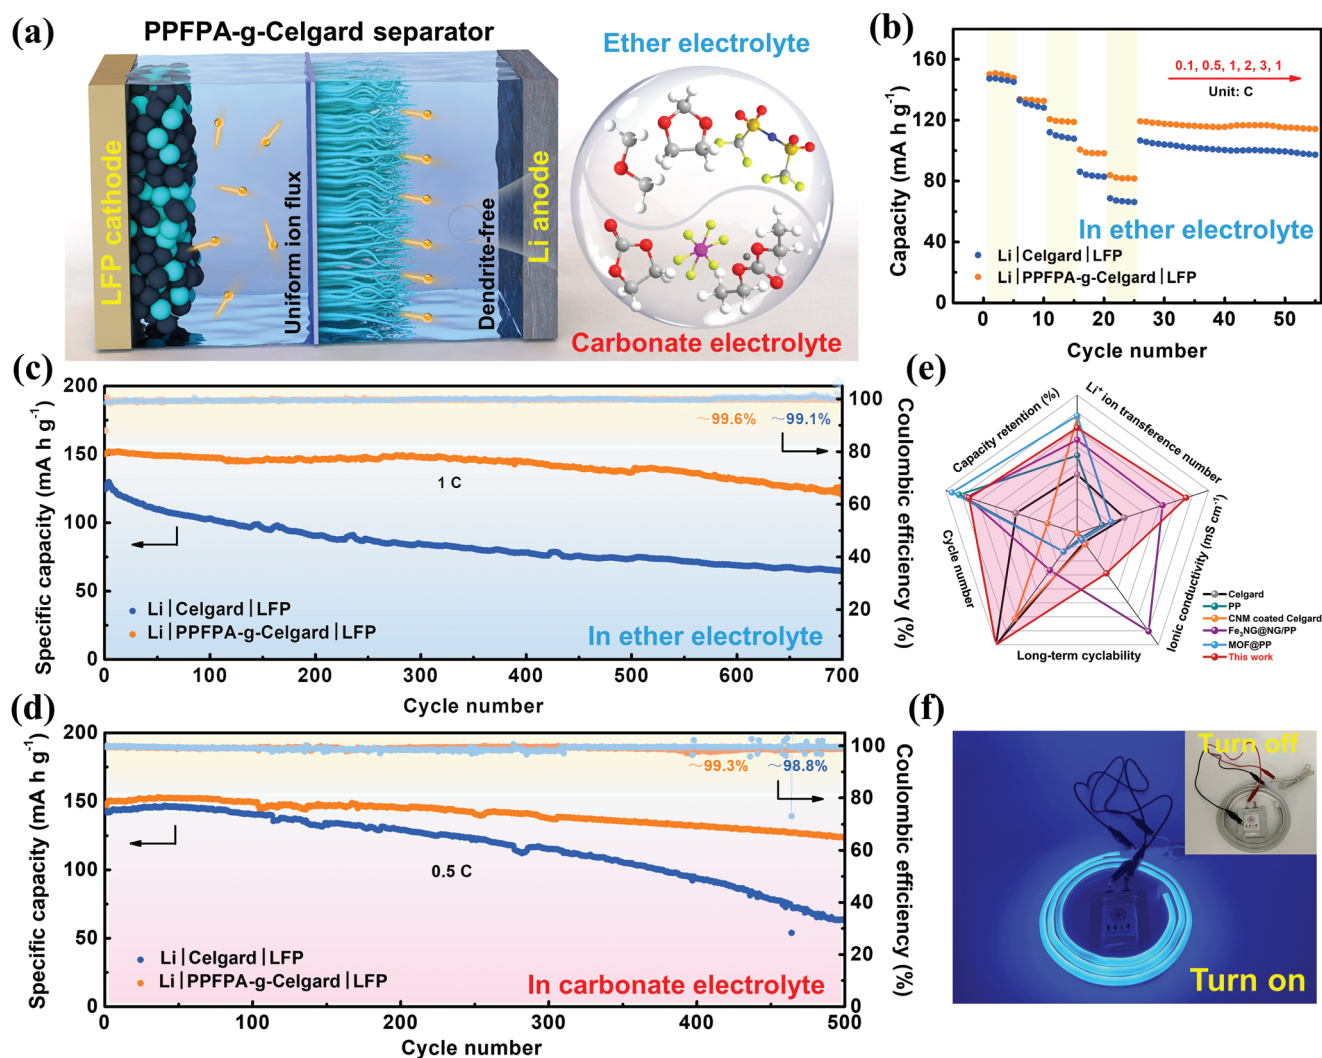 (a)
PPFPA-g-Celgard separator
LFP cathode
Uniform ion flux
Dendrite-free
Li anode
Ether electrolyte
Carbonate electrolyte
(b)
Capacity (mA h g⁻¹)
160
120
80
40
0
0.1, 0.5, 1, 2, 3, 1
Unit: C
In ether electrolyte
Li|Celgard|LFP
Li|PPFPA-g-Celgard|LFP
0 10 20 30 40 50
Cycle number
(c)
Specific capacity (mA h g⁻¹)
200
150
100
50
0
~99.6% ~99.1%
1 C
Li|Celgard|LFP
Li|PPFPA-g-Celgard|LFP
In ether electrolyte
100
80
60
40
20
Coulombic efficiency (%)
0 100 200 300 400 500 600 700
Cycle number
(d)
Specific capacity (mA h g⁻¹)
200
150
100
50
0
~99.3% ~98.8%
0.5 C
Li|Celgard|LFP
Li|PPFPA-g-Celgard|LFP
In carbonate electrolyte
100
80
60
40
20
0
Coulombic efficiency (%)
0 100 200 300 400 500
Cycle number
(e)
Capacity retention (%)
Li⁺ ion transference number
Ionic conductivity (mS cm⁻¹)
Long-term cyclability
Cycle number
Celgard
PP
CNM coated Celgard
Fe₃NG@NG/PP
MOF@PP
This work
(f)
Turn off
Turn on